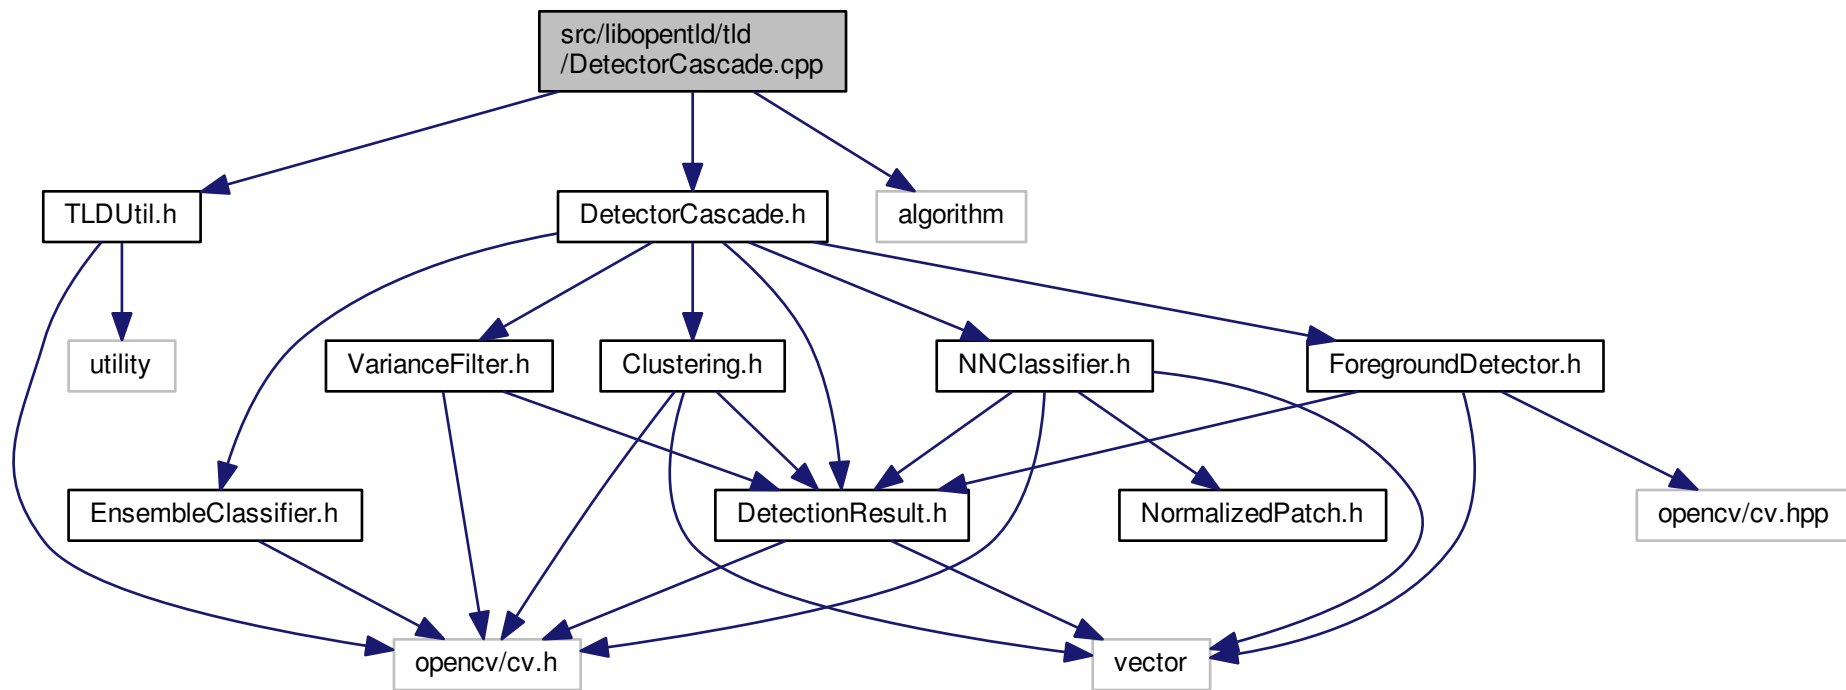 src/libopentld/tld
/DetectorCascade.cpp
TLDUtil.h
DetectorCascade.h
algorithm
utility
VarianceFilter.h
Clustering.h
NNClassifier.h
ForegroundDetector.h
EnsembleClassifier.h
DetectionResult.h
NormalizedPatch.h
opencv/cv.hpp
opencv/cv.h
vector